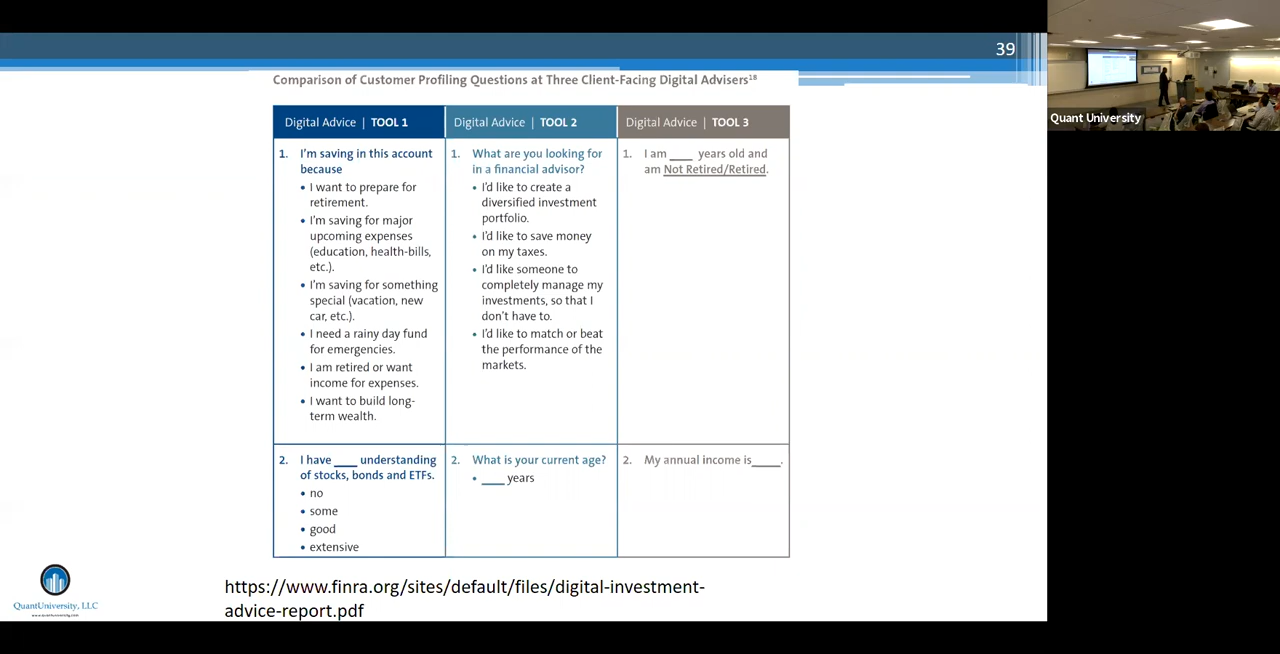 39
Comparison of Customer Profiling Questions at Three Client-Facing Digital Advisers18
Digital Advice | TOOL 1
1. I'm saving in this account
because
• I want to prepare for
retirement.
• I'm saving for major
upcoming expenses
(education, health-bills,
etc.).
• I'm saving for something
special (vacation, new
car, etc.).
• I need a rainy day fund
for emergencies.
• I am retired or want
income for expenses.
• I want to build long-
term wealth.
2. I have ____ understanding
of stocks, bonds and ETFs.
• no
• some
• good
• extensive
Digital Advice | TOOL 2
1. What are you looking for
in a financial advisor?
• I'd like to create a
diversified investment
portfolio.
• I'd like to save money
on my taxes.
• I'd like someone to
completely manage my
investments, so that I
don't have to.
• I'd like to match or beat
the performance of the
markets.
2. What is your current age?
• ____ years
Digital Advice | TOOL 3
1. I am ____ years old and
am Not Retired/Retired.
2. My annual income is_____.
https://www.finra.org/sites/default/files/digital-investment-
advice-report.pdf
QuantUniversity, LLC
Quant University